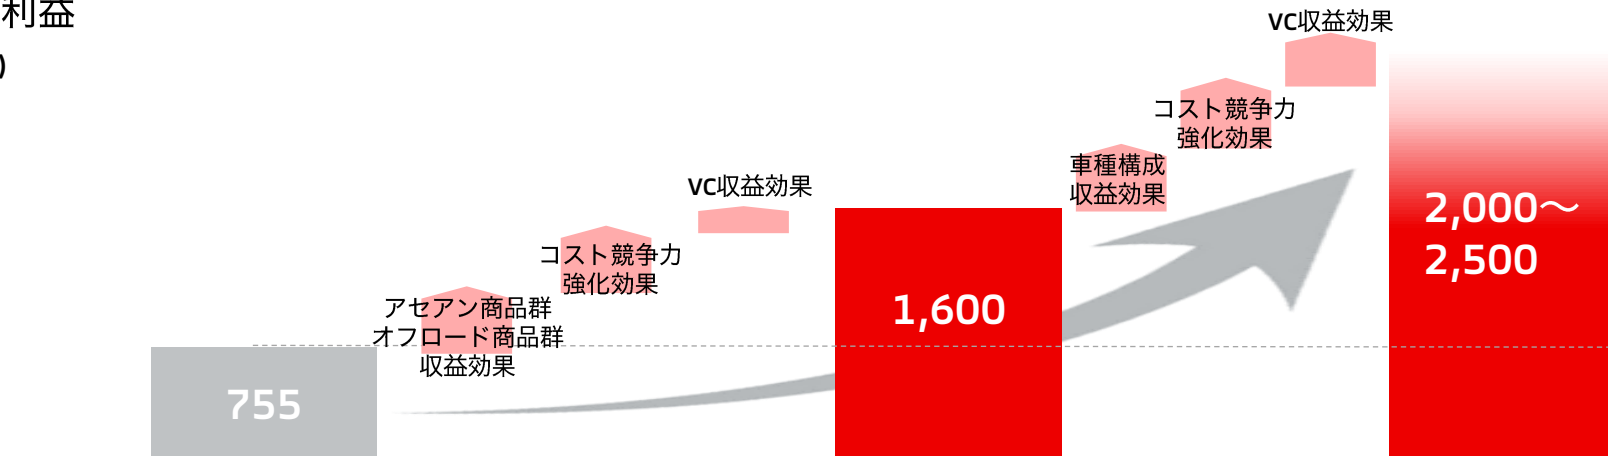 利益
)
VC収益効果
コスト競争力
強化効果
車種構成
収益効果
VC収益効果
コスト競争力
強化効果
アセアン商品群
オフロード商品群
収益効果
755
1,600
2,000～
2,500